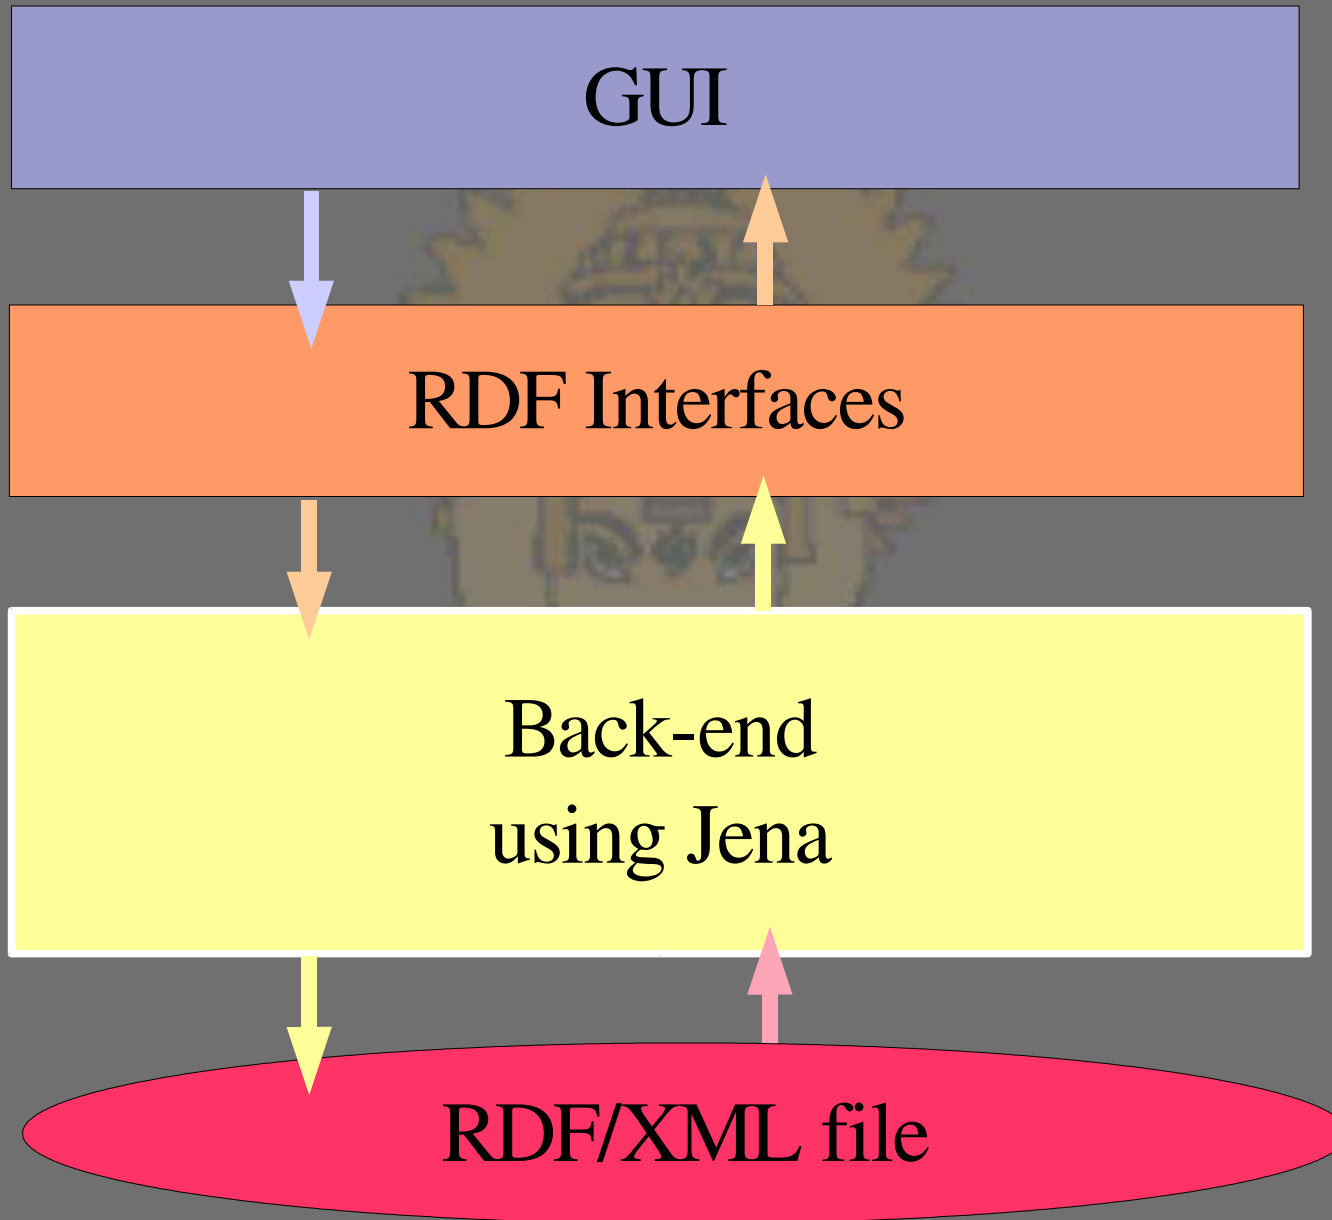 GUI
RDF Interfaces
Back-end
using Jena
RDF/XML file